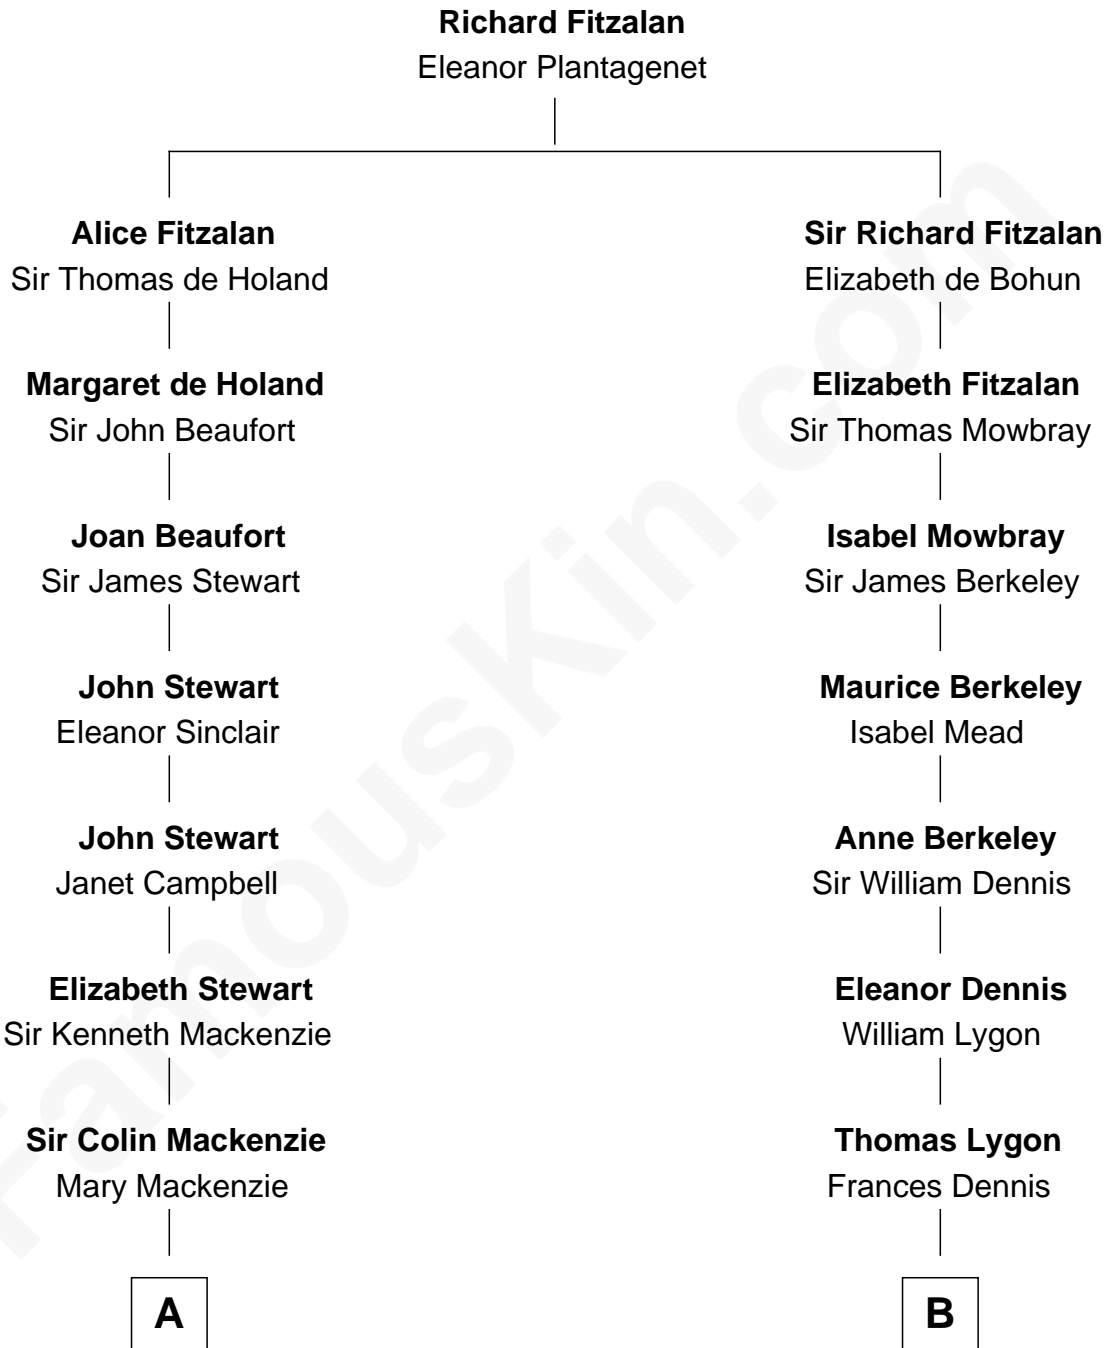 Richard Fitzalan
Eleanor Plantagenet
Alice Fitzalan
Sir Thomas de Holand
Sir Richard Fitzalan
Elizabeth de Bohun
Margaret de Holand
Sir John Beaufort
Elizabeth Fitzalan
Sir Thomas Mowbray
Joan Beaufort
Sir James Stewart
Isabel Mowbray
Sir James Berkeley
John Stewart
Eleanor Sinclair
Maurice Berkeley
Isabel Mead
John Stewart
Janet Campbell
Anne Berkeley
Sir William Dennis
Elizabeth Stewart
Sir Kenneth Mackenzie
Eleanor Dennis
William Lygon
Sir Colin Mackenzie
Mary Mackenzie
Thomas Lygon
Frances Dennis
A
B
FamousKin.com